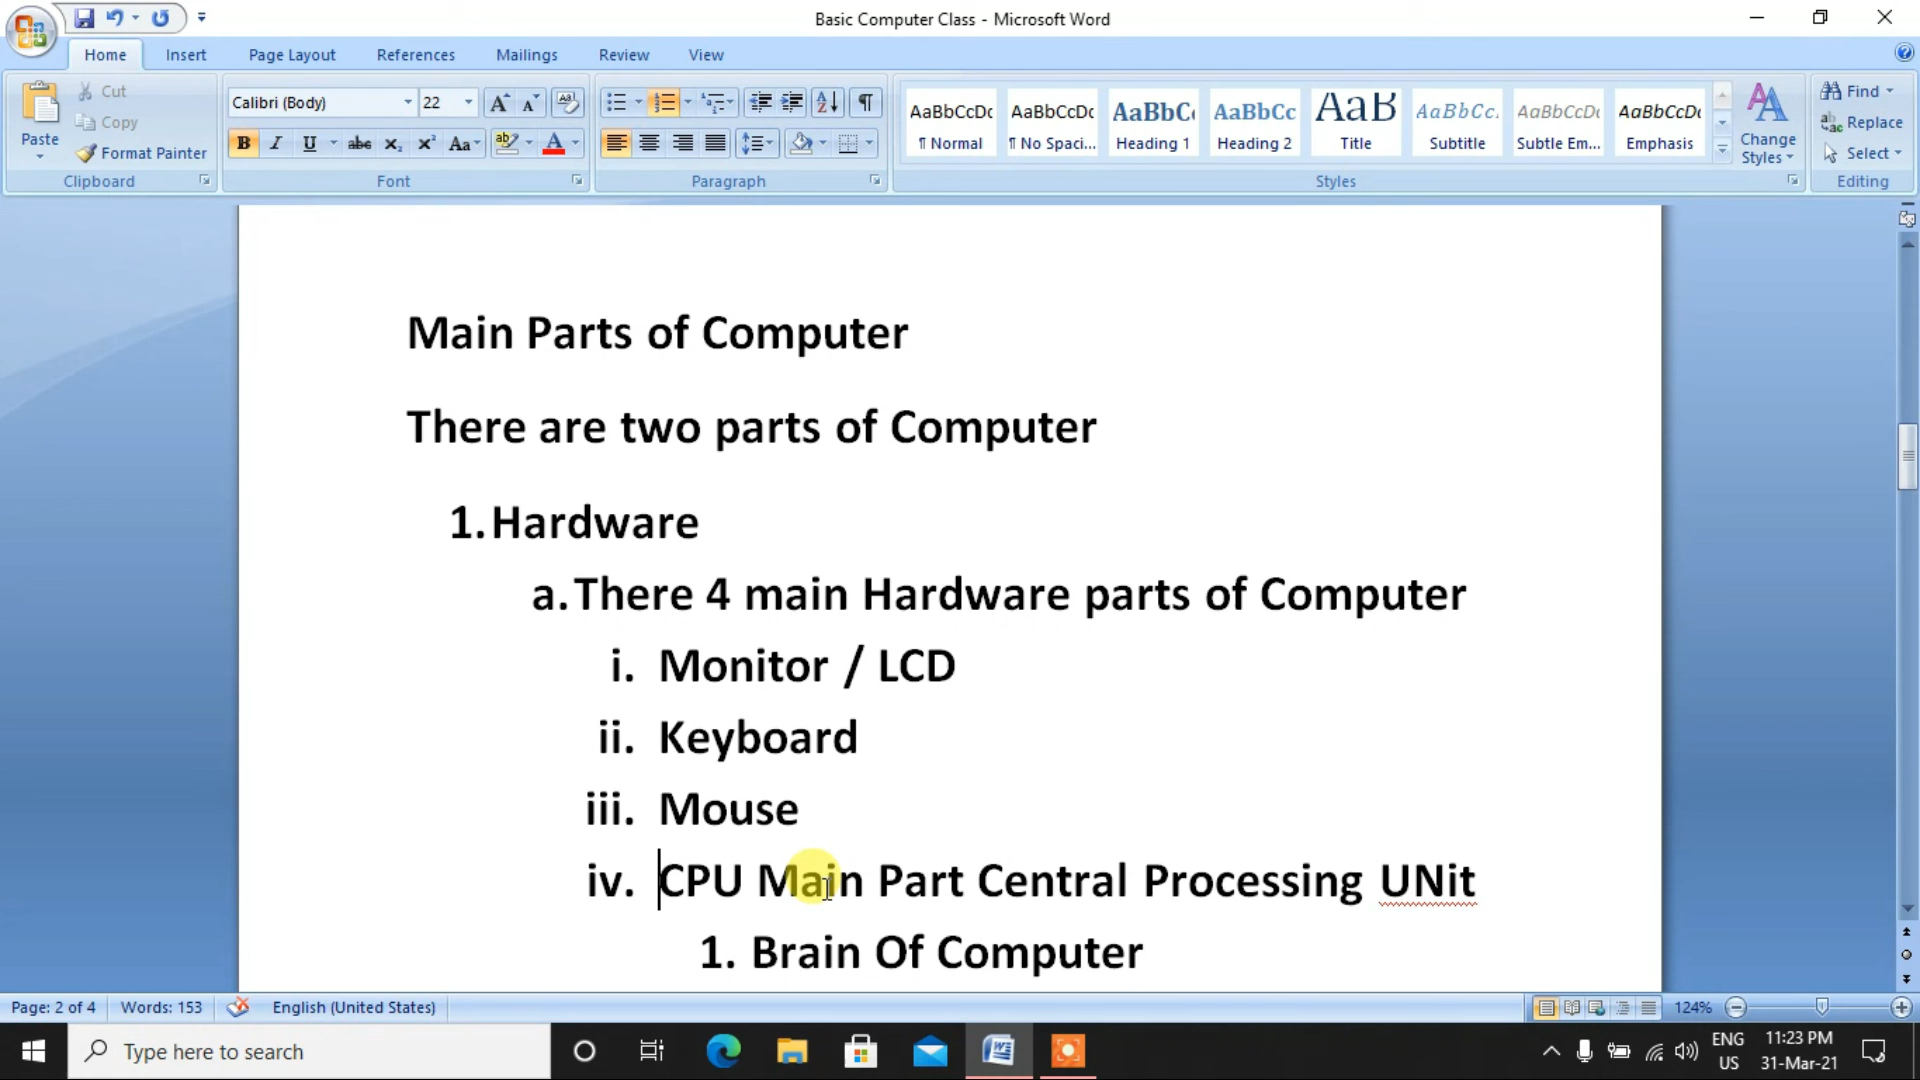 Basic Computer Class - Microsoft Word
Home Insert Page Layout References Mailings Review View
Cut
Copy
Format Painter
Paste
Clipboard
Calibri (Body) 22
B I U abc X₂ X² Aa A
Font
Paragraph
AaBbCcDc AaBbCcDc AaBbC AaBbCc AaB AaBbCc. AaBbCcDc AaBbCcDc
¶ Normal ¶ No Spaci... Heading 1 Heading 2 Title Subtitle Subtle Em... Emphasis
Change Styles
Styles
Find
Replace
Select
Editing
Main Parts of Computer
There are two parts of Computer
1. Hardware
a. There 4 main Hardware parts of Computer
i. Monitor / LCD
ii. Keyboard
iii. Mouse
iv. CPU Main Part Central Processing UNit
1. Brain Of Computer
Page: 2 of 4 Words: 153 English (United States) 124%
Type here to search
ENG
US
11:23 PM
31-Mar-21